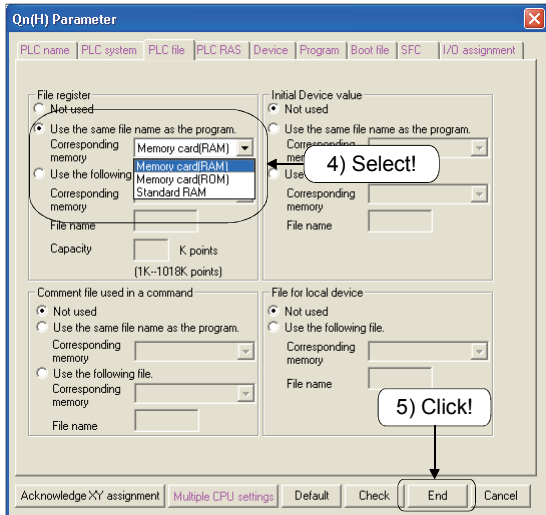 Qn(H) Parameter
PLC name PLC system PLC file PLC RAS Device Program Boot file SFC I/O assignment
File register
Not used
Use the same file name as the program.
Corresponding memory Memory card(RAM)
Memory card(RAM)
Memory card(ROM)
Standard RAM
Use the following
Corresponding memory
File name
Capacity K points
(1K--1018K points)
Initial Device value
Not used
Use the same file name as the program.
Corresponding
Use
Corresponding memory
File name
4) Select!
Comment file used in a command
Not used
Use the same file name as the program.
Corresponding memory
Use the following file.
Corresponding memory
File name
File for local device
Not used
Use the following file.
Corresponding memory
File name
5) Click!
Acknowledge XY assignment Multiple CPU settings Default Check End Cancel